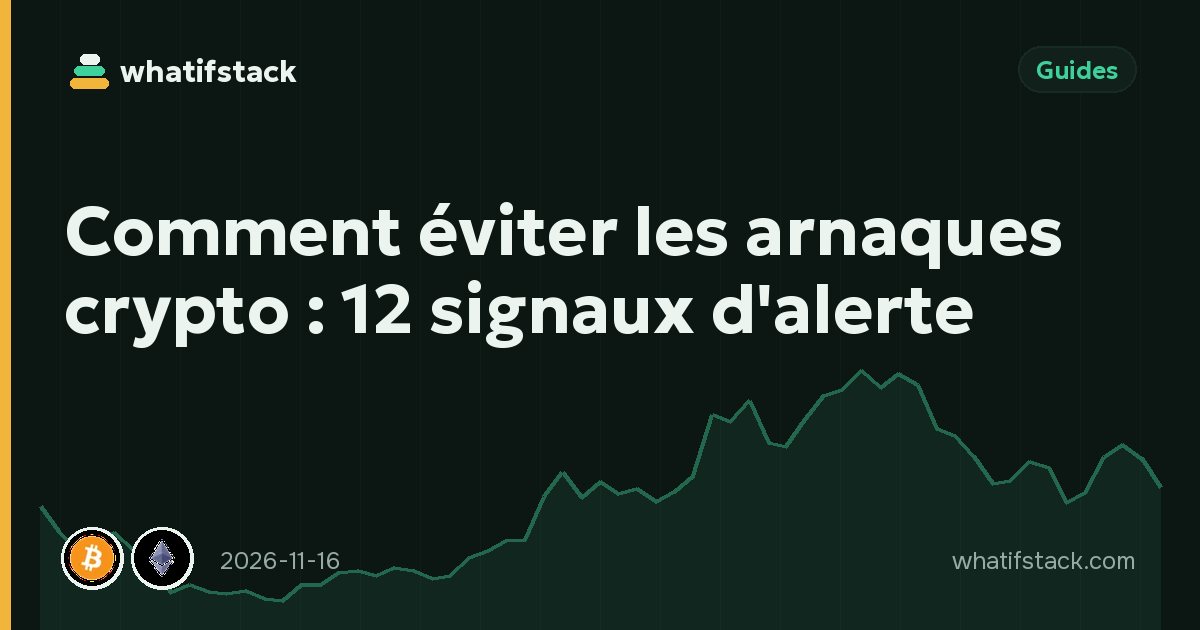 whatifstack
Guides
Comment éviter les arnaques
crypto : 12 signaux d'alerte
2026-11-16
whatifstack.com